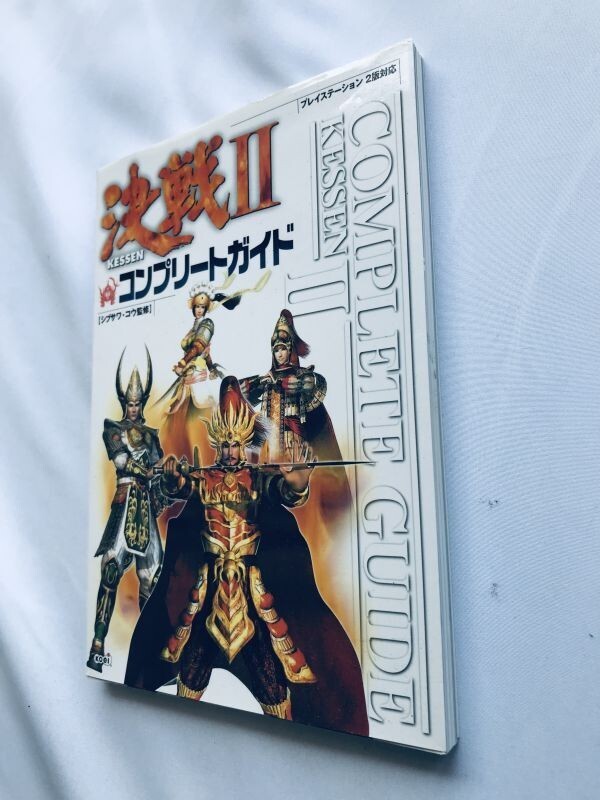 プレイステーション 2版対応
決戦II
KESSEN
コンプリートガイド
[シブサワ・コウ監修]
COMPLETE GUIDE
KESSEN II
KOEI